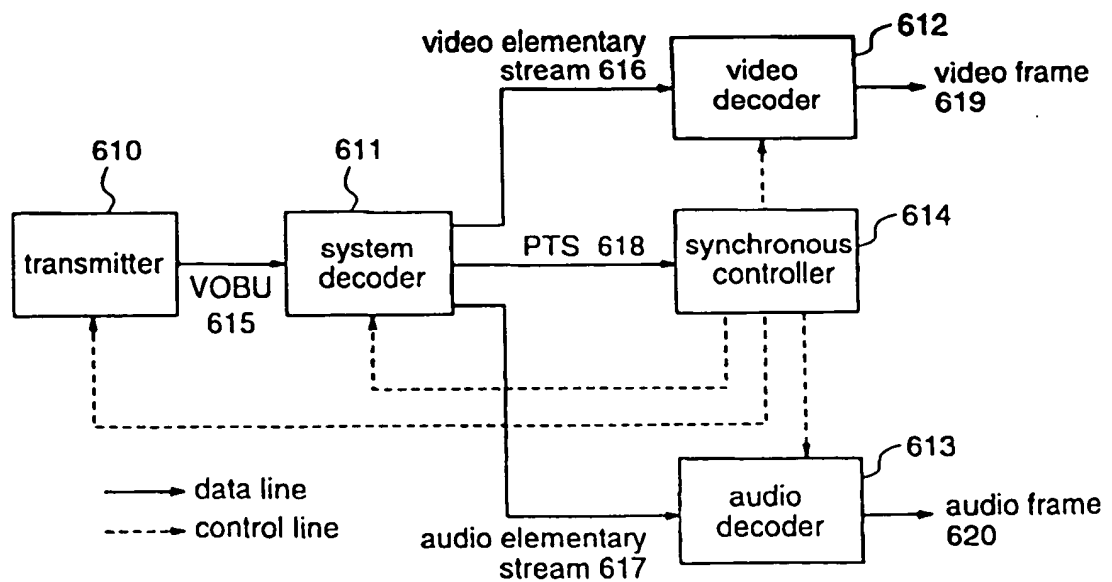 video elementary
stream 616
612
video
decoder
video frame
619
610
611
614
transmitter
VOBU
615
system
decoder
PTS 618
synchronous
controller
613
data line
control line
audio elementary
stream 617
audio
decoder
audio frame
620